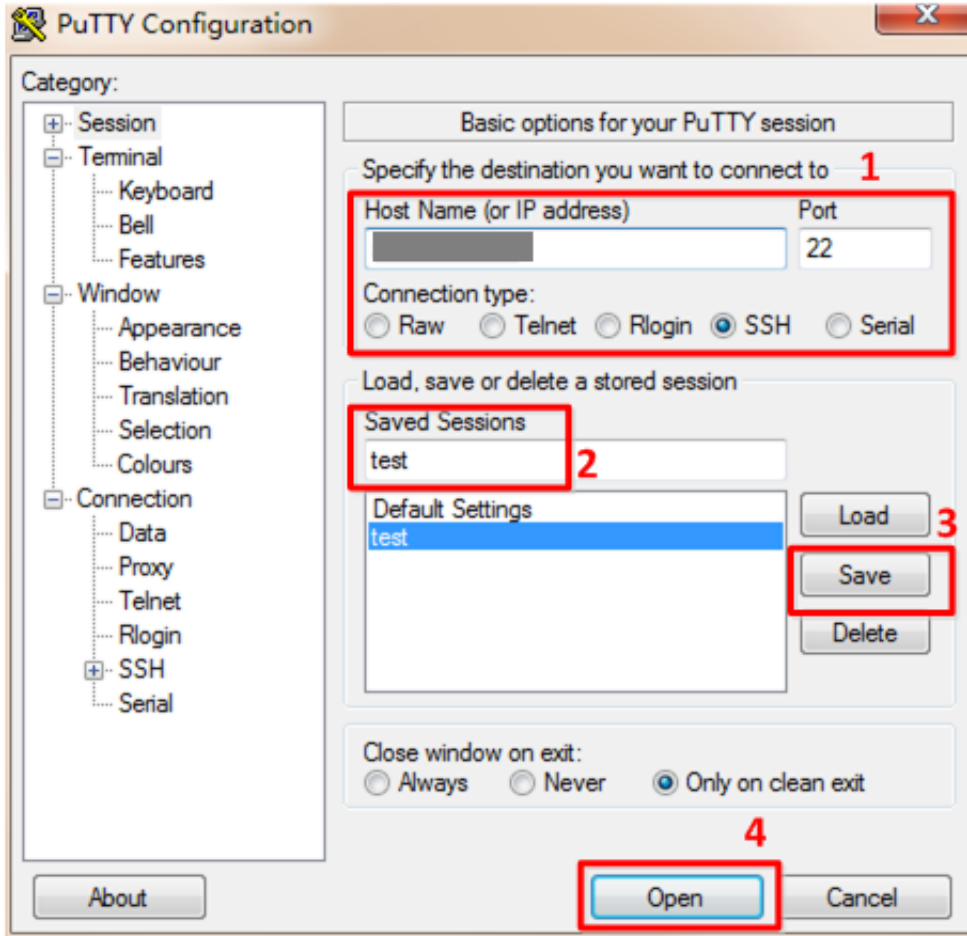 PuTTY Configuration
X
Category:
Session
Terminal
Keyboard
Bell
Features
Window
Appearance
Behaviour
Translation
Selection
Colours
Connection
Data
Proxy
Telnet
Rlogin
SSH
Serial
Basic options for your PuTTY session
Specify the destination you want to connect to 1
Host Name (or IP address) Port
22
Connection type:
Raw Telnet Rlogin SSH Serial
Load, save or delete a stored session
Saved Sessions
test 2
Default Settings
test
Load
3
Save
Delete
Close window on exit:
Always Never Only on clean exit
4
About Open Cancel